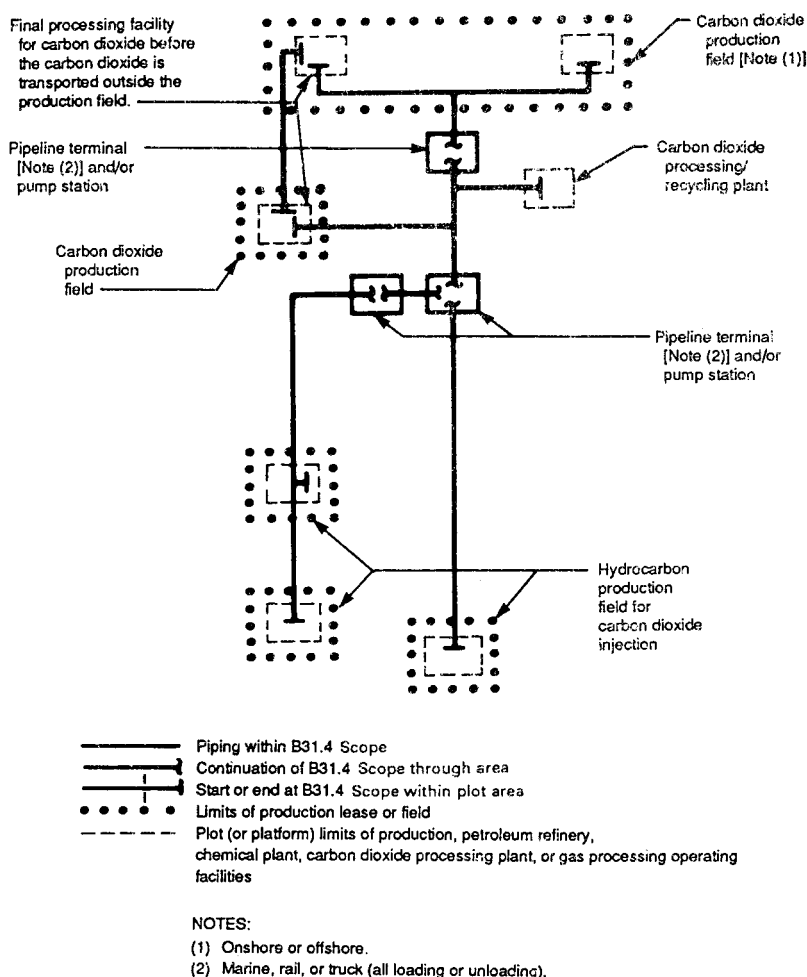 Final processing facility
for carbon dioxide before
the carbon dioxide is
transported outside the
production field.
Carbon dioxide
production
field [Note (1)]
Pipeline terminal
[Note (2)] and/or
pump station
Carbon dioxide
processing/
recycling plant
Carbon dioxide
production
field
Pipeline terminal
[Note (2)] and/or
pump station
Hydrocarbon
production
field for
carbon dioxide
injection
Piping within B31.4 Scope
Continuation of B31.4 Scope through area
Start or end at B31.4 Scope within plot area
Limits of production lease or field
Plot (or platform) limits of production, petroleum refinery,
chemical plant, carbon dioxide processing plant, or gas processing operating
facilities
NOTES:
(1) Onshore or offshore.
(2) Marine, rail, or truck (all loading or unloading).